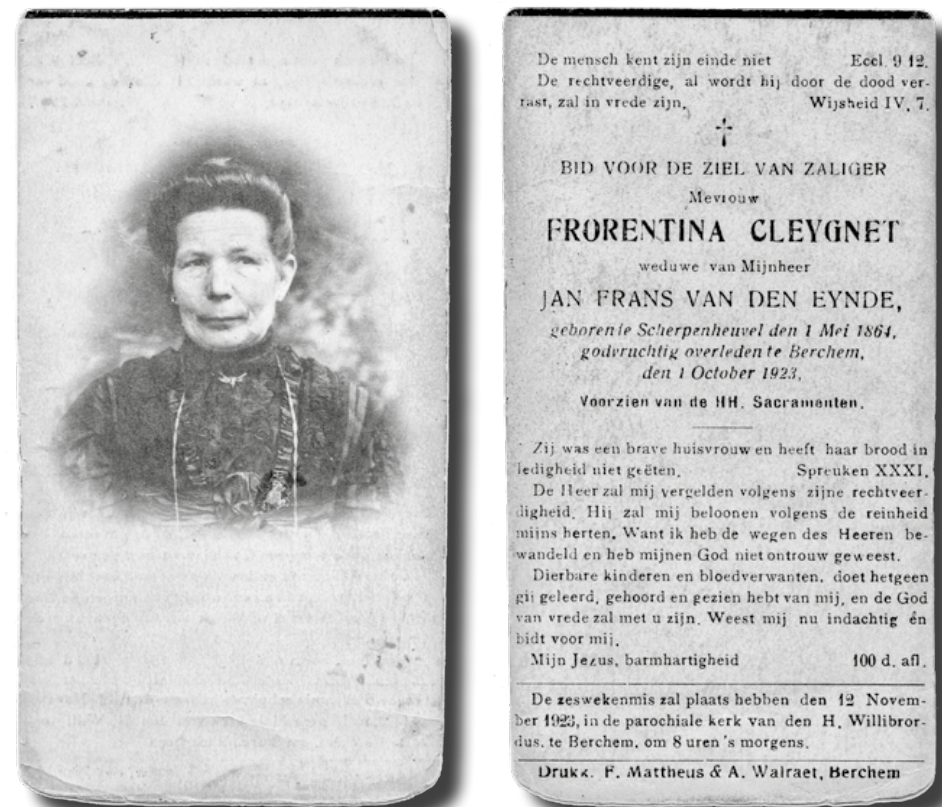 De mensch kent zijn einde niet Eccl. 9 12.
De rechtveerdige, al wordt hij door de dood ver-
rast, zal in vrede zijn. Wijsheid IV, 7.
BID VOOR DE ZIEL VAN ZALIGER
Mevrouw
FRORENTINA CLEYGNET
weduwe van Mijnheer
JAN FRANS VAN DEN EYNDE,
geboren te Scherpenheuvel den 1 Mei 1864,
godvruchtig overleden te Berchem,
den 1 October 1923,
Voorzien van de HH. Sacramenten.
Zij was een brave huisvrouw en heeft haar brood in
ledigheid niet geëten. Spreuken XXXI.
De Heer zal mij vergelden volgens zijne rechtveer-
digheid. Hij zal mij beloonen volgens de reinheid
mijns herten. Want ik heb de wegen des Heeren be-
wandeld en heb mijnen God niet ontrouw geweest.
Dierbare kinderen en bloedverwanten, doet hetgeen
gij geleerd, gehoord en gezien hebt van mij, en de God
van vrede zal met u zijn. Weest mij nu indachtig én
bidt voor mij.
Mijn Jezus, barmhartigheid 100 d. afl.
De zeswekenmis zal plaats hebben den 12 Novem-
ber 1923, in de parochiale kerk van den H. Willibror-
dus, te Berchem, om 8 uren 's morgens.
Drukk. F. Mattheus & A. Walraet, Berchem